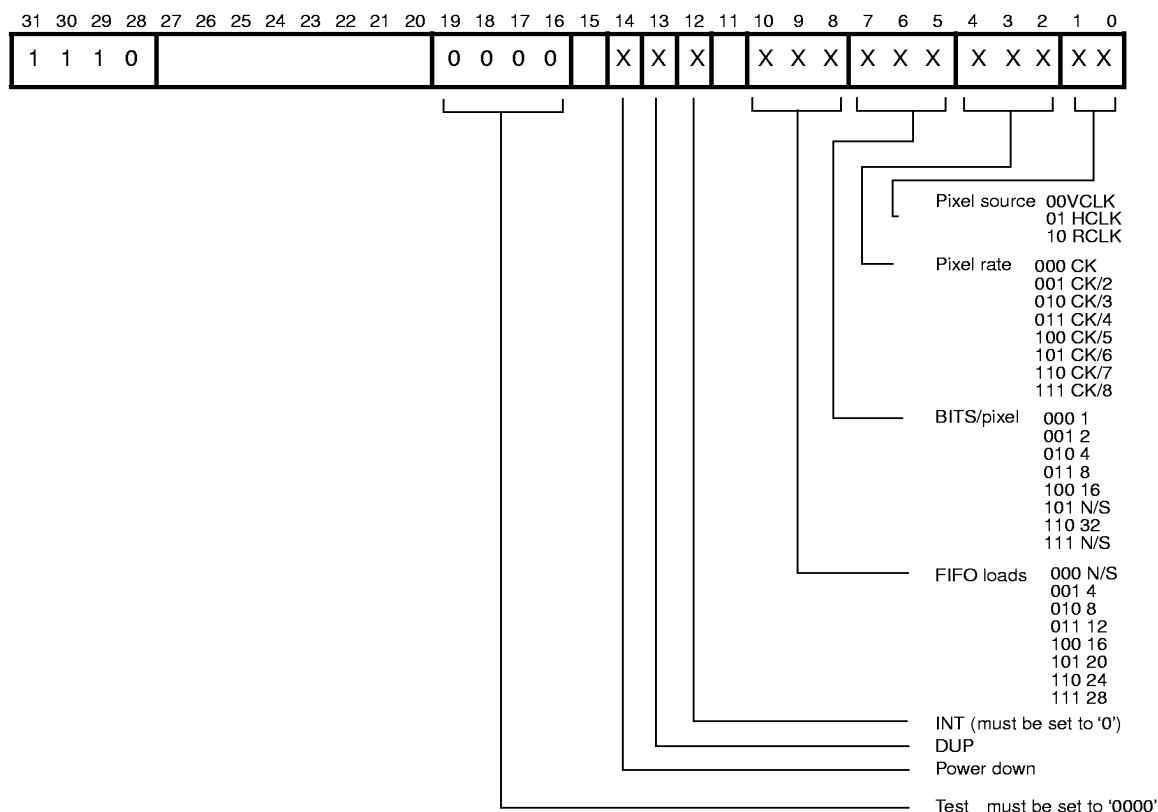 31 30 29 28 27 26 25 24 23 22 21 20 19 18 17 16 15 14 13 12 11 10 9 8 7 6 5 4 3 2 1 0
1 1 1 0 0 0 0 0 X X X X X X X X X X X X X X
Pixel source 00VCLK
01 HCLK
10 RCLK
Pixel rate 000 CK
001 CK/2
010 CK/3
011 CK/4
100 CK/5
101 CK/6
110 CK/7
111 CK/8
BITS/pixel 000 1
001 2
010 4
011 8
100 16
101 N/S
110 32
111 N/S
FIFO loads 000 N/S
001 4
010 8
011 12
100 16
101 20
110 24
111 28
INT (must be set to ‘0’)
DUP
Power down
Test must be set to ‘0000’